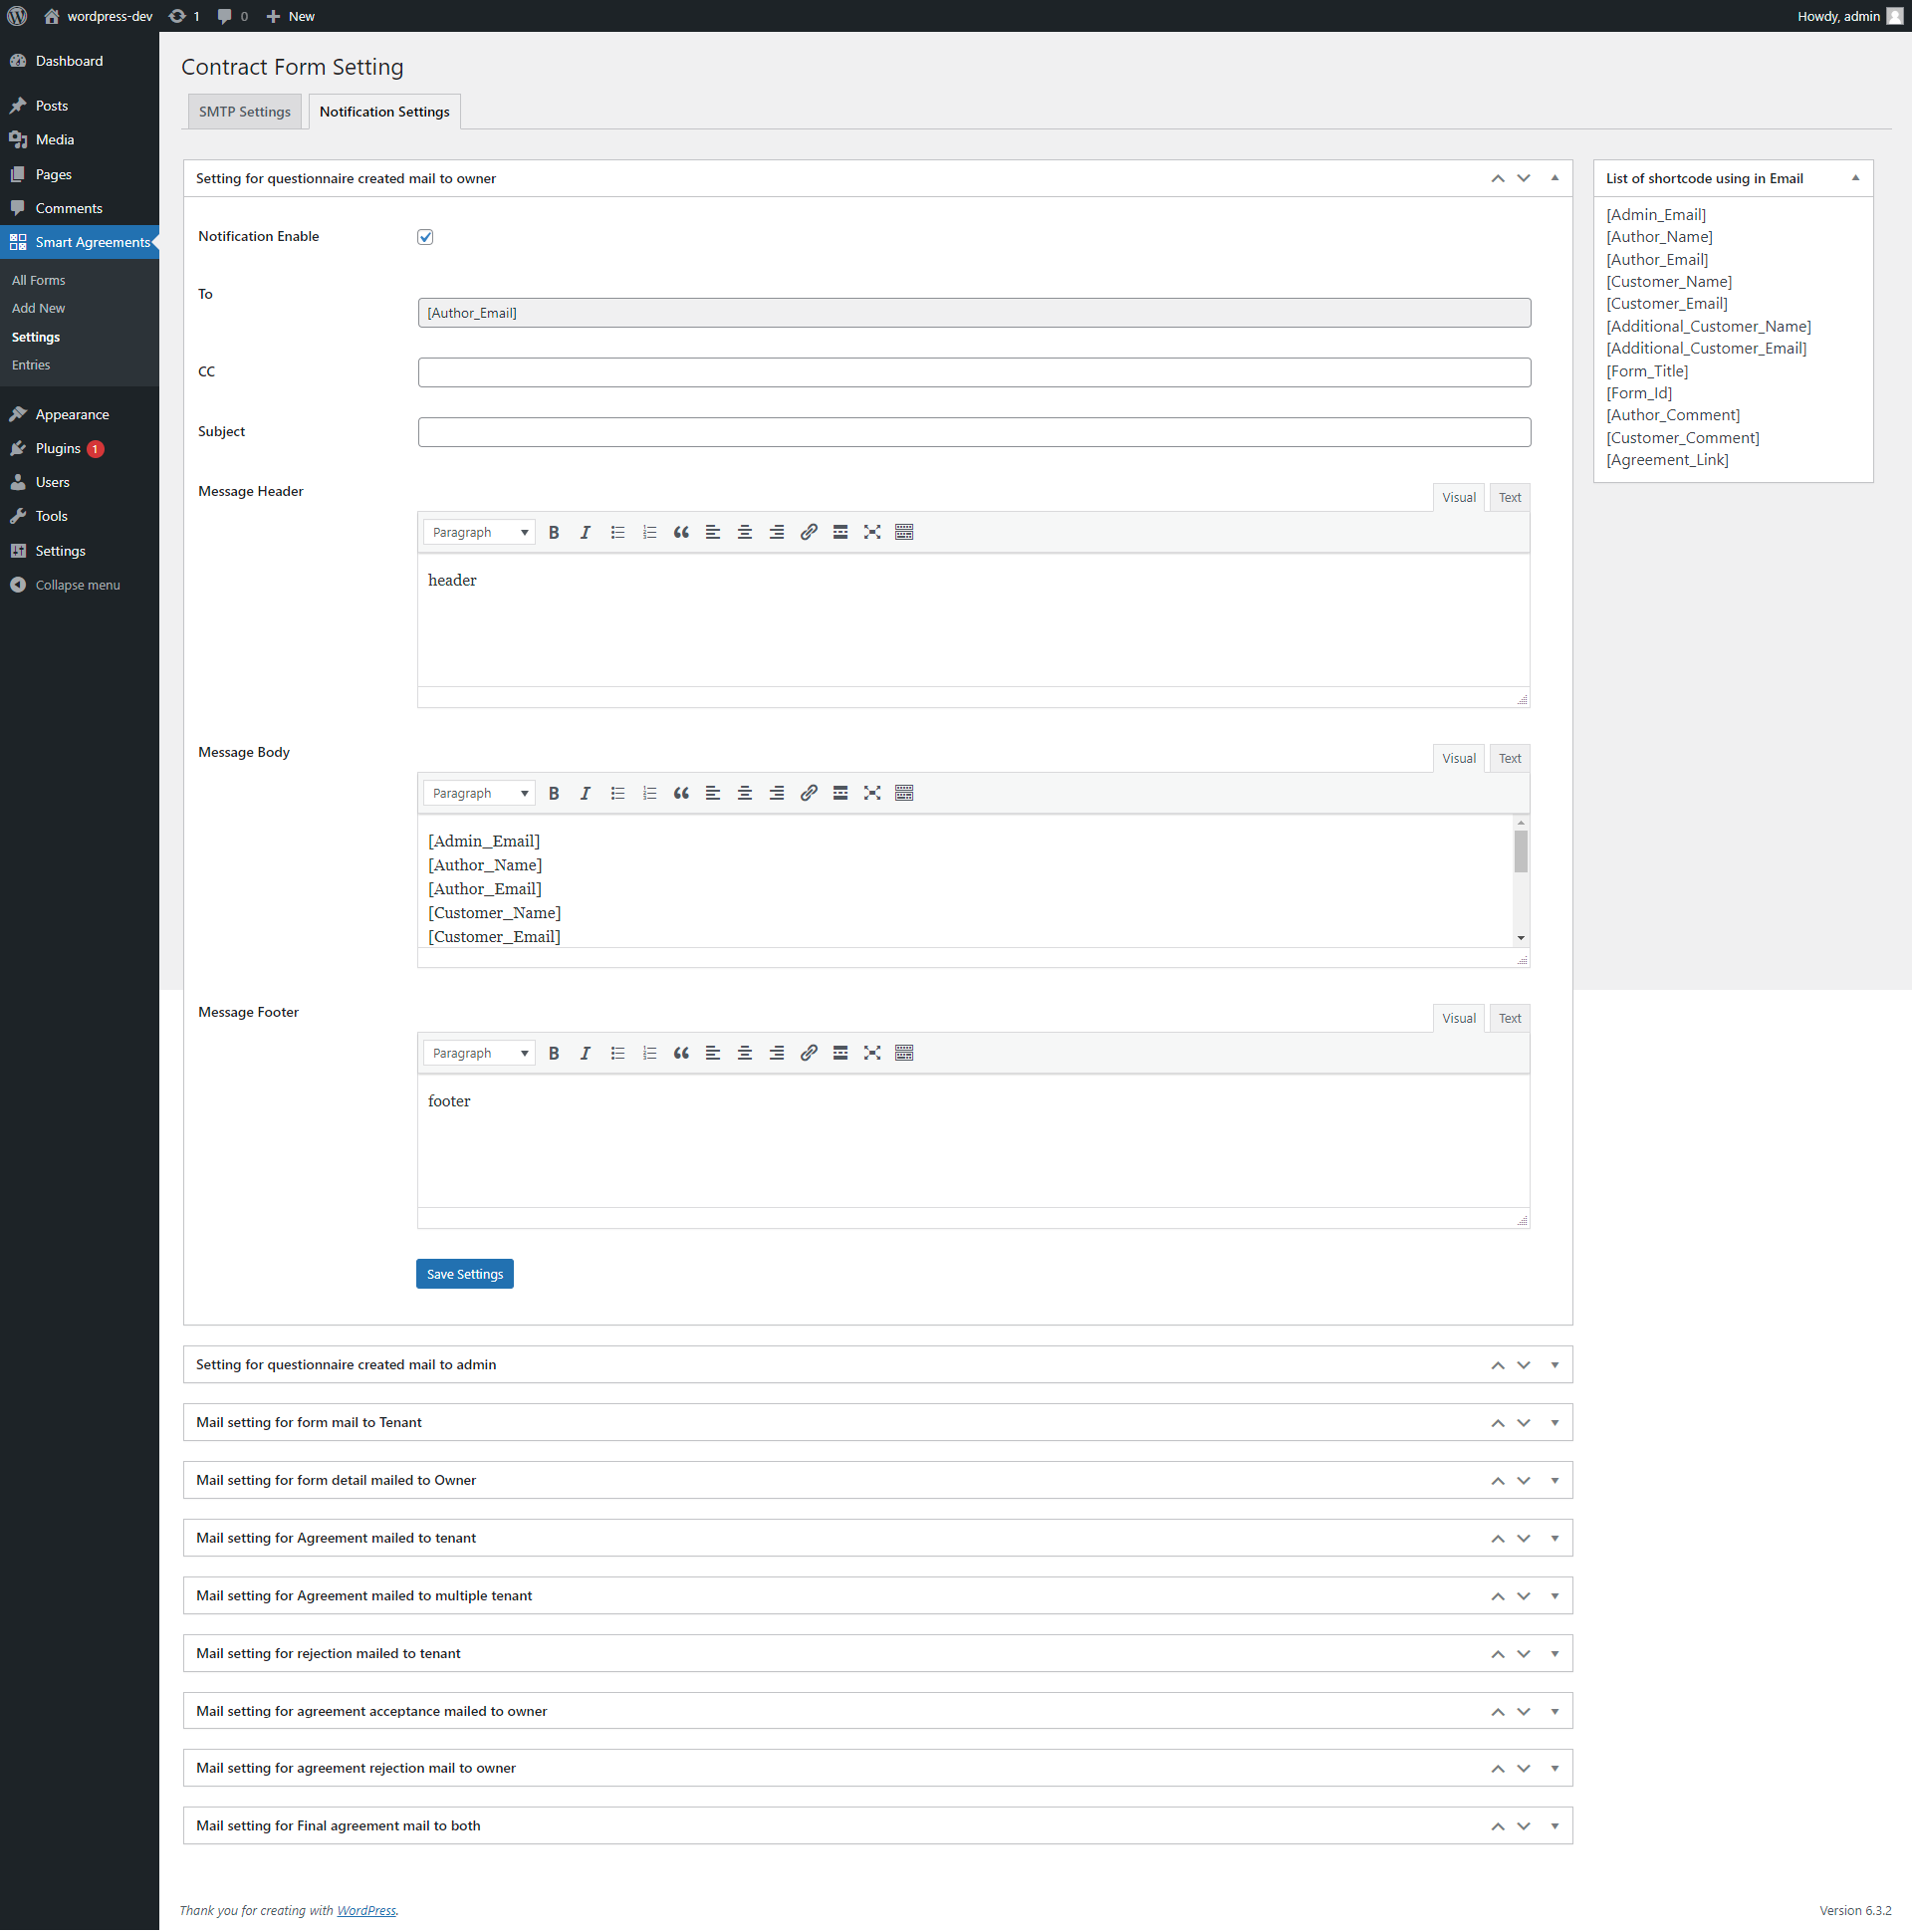 wordpress-dev 1 0 New Howdy, admin
Dashboard
Posts
Media
Pages
Comments
Smart Agreements
All Forms
Add New
Settings
Entries
Appearance
Plugins 1
Users
Tools
Settings
Collapse menu
Contract Form Setting
SMTP Settings Notification Settings
Setting for questionnaire created mail to owner
Notification Enable
To
[Author_Email]
CC
Subject
Message Header
Visual Text
Paragraph
header
Message Body
Visual Text
Paragraph
[Admin_Email]
[Author_Name]
[Author_Email]
[Customer_Name]
[Customer_Email]
Message Footer
Visual Text
Paragraph
footer
Save Settings
Setting for questionnaire created mail to admin
Mail setting for form mail to Tenant
Mail setting for form detail mailed to Owner
Mail setting for Agreement mailed to tenant
Mail setting for Agreement mailed to multiple tenant
Mail setting for rejection mailed to tenant
Mail setting for agreement acceptance mailed to owner
Mail setting for agreement rejection mail to owner
Mail setting for Final agreement mail to both
List of shortcode using in Email
[Admin_Email]
[Author_Name]
[Author_Email]
[Customer_Name]
[Customer_Email]
[Additional_Customer_Name]
[Additional_Customer_Email]
[Form_Title]
[Form_Id]
[Author_Comment]
[Customer_Comment]
[Agreement_Link]
Thank you for creating with WordPress.
Version 6.3.2